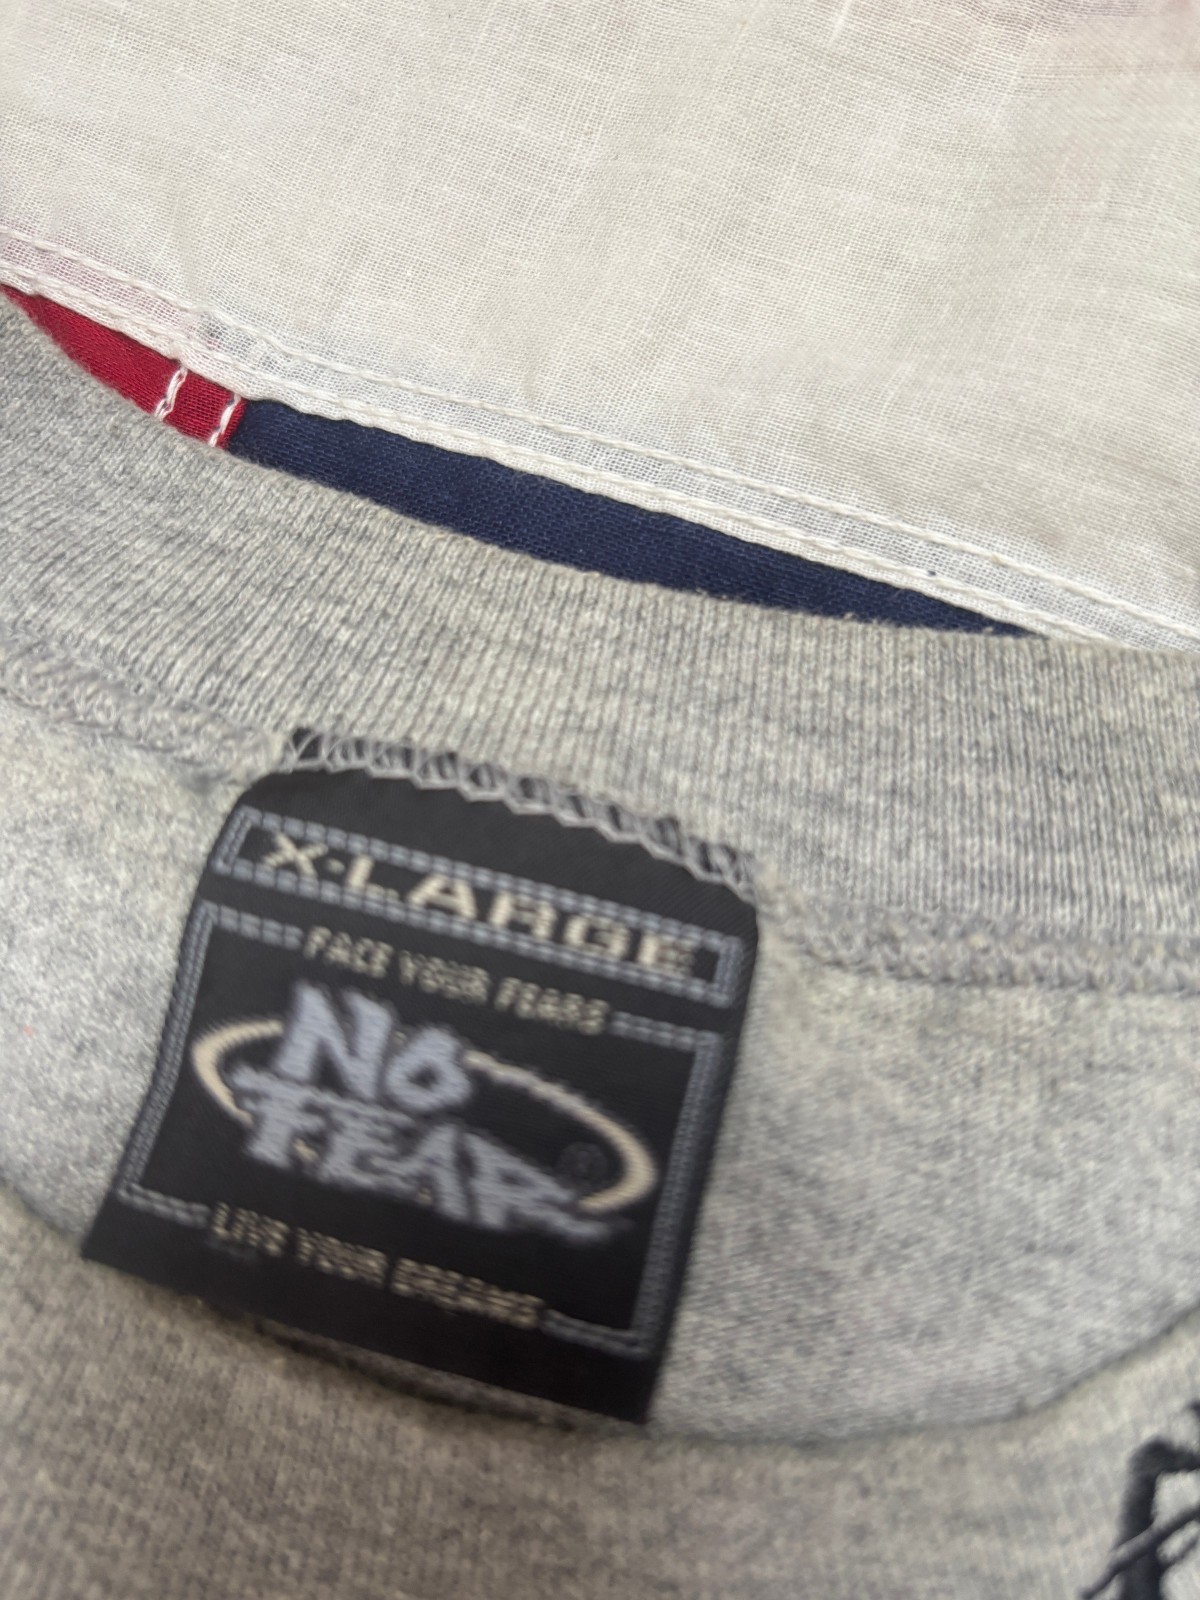 X·LARGE
FACE YOUR FEARS
NO
FEAR
®
LIVE YOUR DREAMS